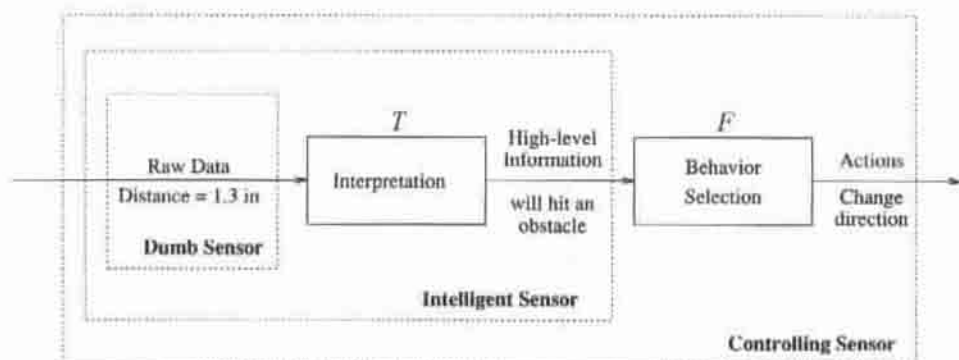 T
F
High-level
Information
Raw Data
Distance = 1.3 in
Interpretation
will hit an
obstacle
Behavior
Selection
Actions
Change
direction
Dumb Sensor
Intelligent Sensor
Controlling Sensor